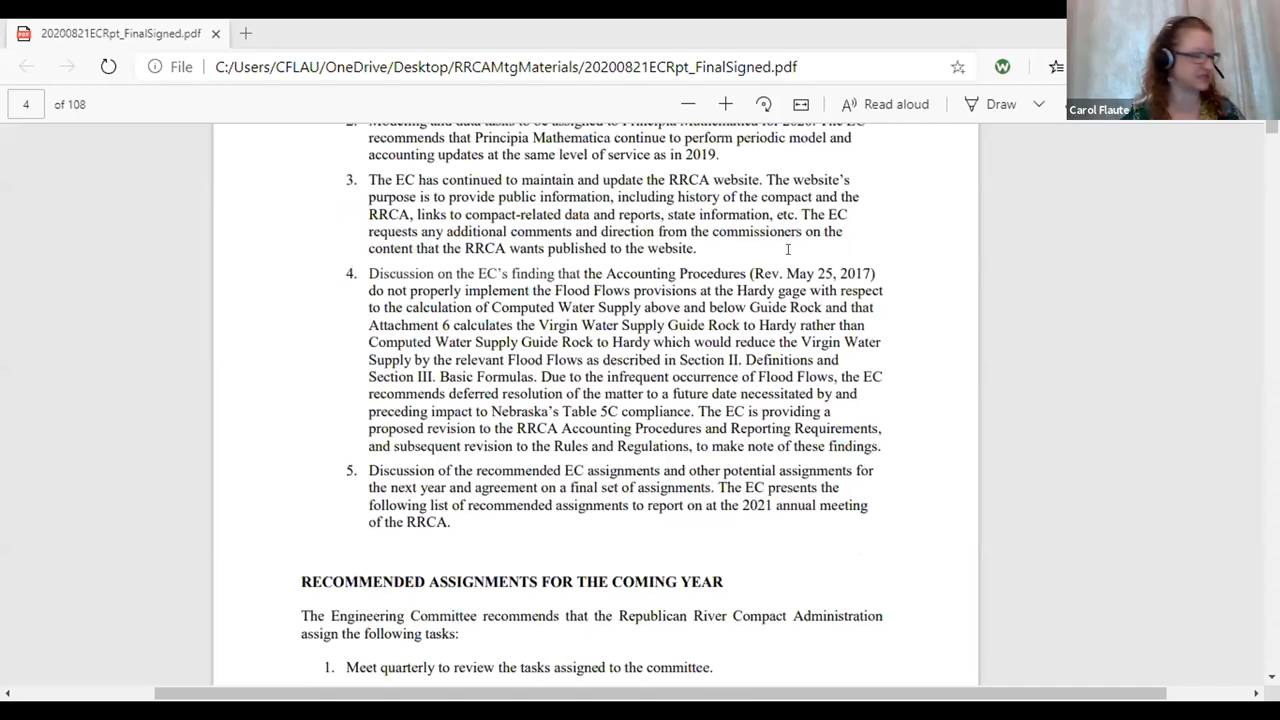 20200821ECRpt_FinalSigned.pdf
File C:/Users/CFLAU/OneDrive/Desktop/RRCAMtgMaterials/20200821ECRpt_FinalSigned.pdf
4 of 108 Read aloud Draw
Carol Flaute
recommends that Principia Mathematica continue to perform periodic model and
accounting updates at the same level of service as in 2019.
3. The EC has continued to maintain and update the RRCA website. The website's
purpose is to provide public information, including history of the compact and the
RRCA, links to compact-related data and reports, state information, etc. The EC
requests any additional comments and direction from the commissioners on the
content that the RRCA wants published to the website.
4. Discussion on the EC's finding that the Accounting Procedures (Rev. May 25, 2017)
do not properly implement the Flood Flows provisions at the Hardy gage with respect
to the calculation of Computed Water Supply above and below Guide Rock and that
Attachment 6 calculates the Virgin Water Supply Guide Rock to Hardy rather than
Computed Water Supply Guide Rock to Hardy which would reduce the Virgin Water
Supply by the relevant Flood Flows as described in Section II. Definitions and
Section III. Basic Formulas. Due to the infrequent occurrence of Flood Flows, the EC
recommends deferred resolution of the matter to a future date necessitated by and
preceding impact to Nebraska's Table 5C compliance. The EC is providing a
proposed revision to the RRCA Accounting Procedures and Reporting Requirements,
and subsequent revision to the Rules and Regulations, to make note of these findings.
5. Discussion of the recommended EC assignments and other potential assignments for
the next year and agreement on a final set of assignments. The EC presents the
following list of recommended assignments to report on at the 2021 annual meeting
of the RRCA.
RECOMMENDED ASSIGNMENTS FOR THE COMING YEAR
The Engineering Committee recommends that the Republican River Compact Administration
assign the following tasks:
1. Meet quarterly to review the tasks assigned to the committee.